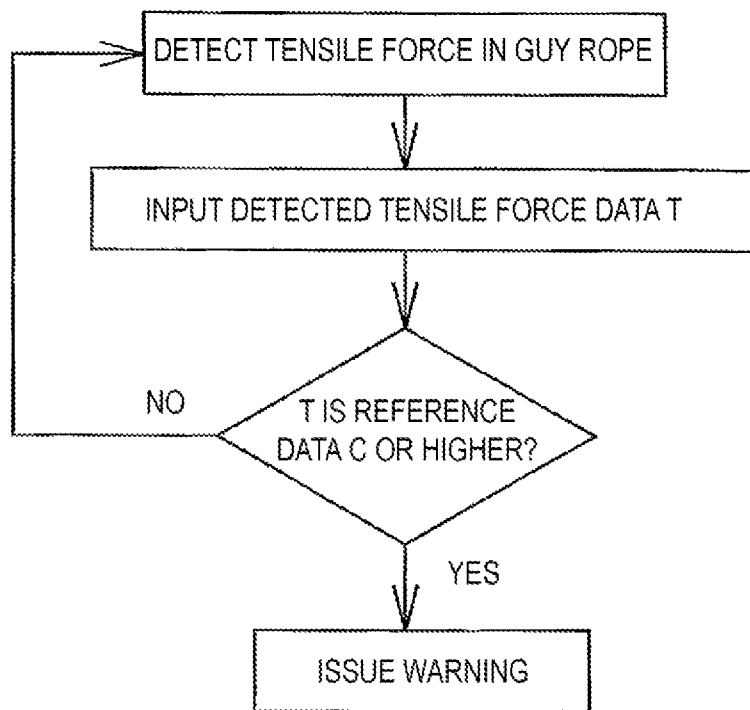 DETECT TENSILE FORCE IN GUY ROPE
INPUT DETECTED TENSILE FORCE DATA T
NO
T IS REFERENCE
DATA C OR HIGHER?
YES
ISSUE WARNING